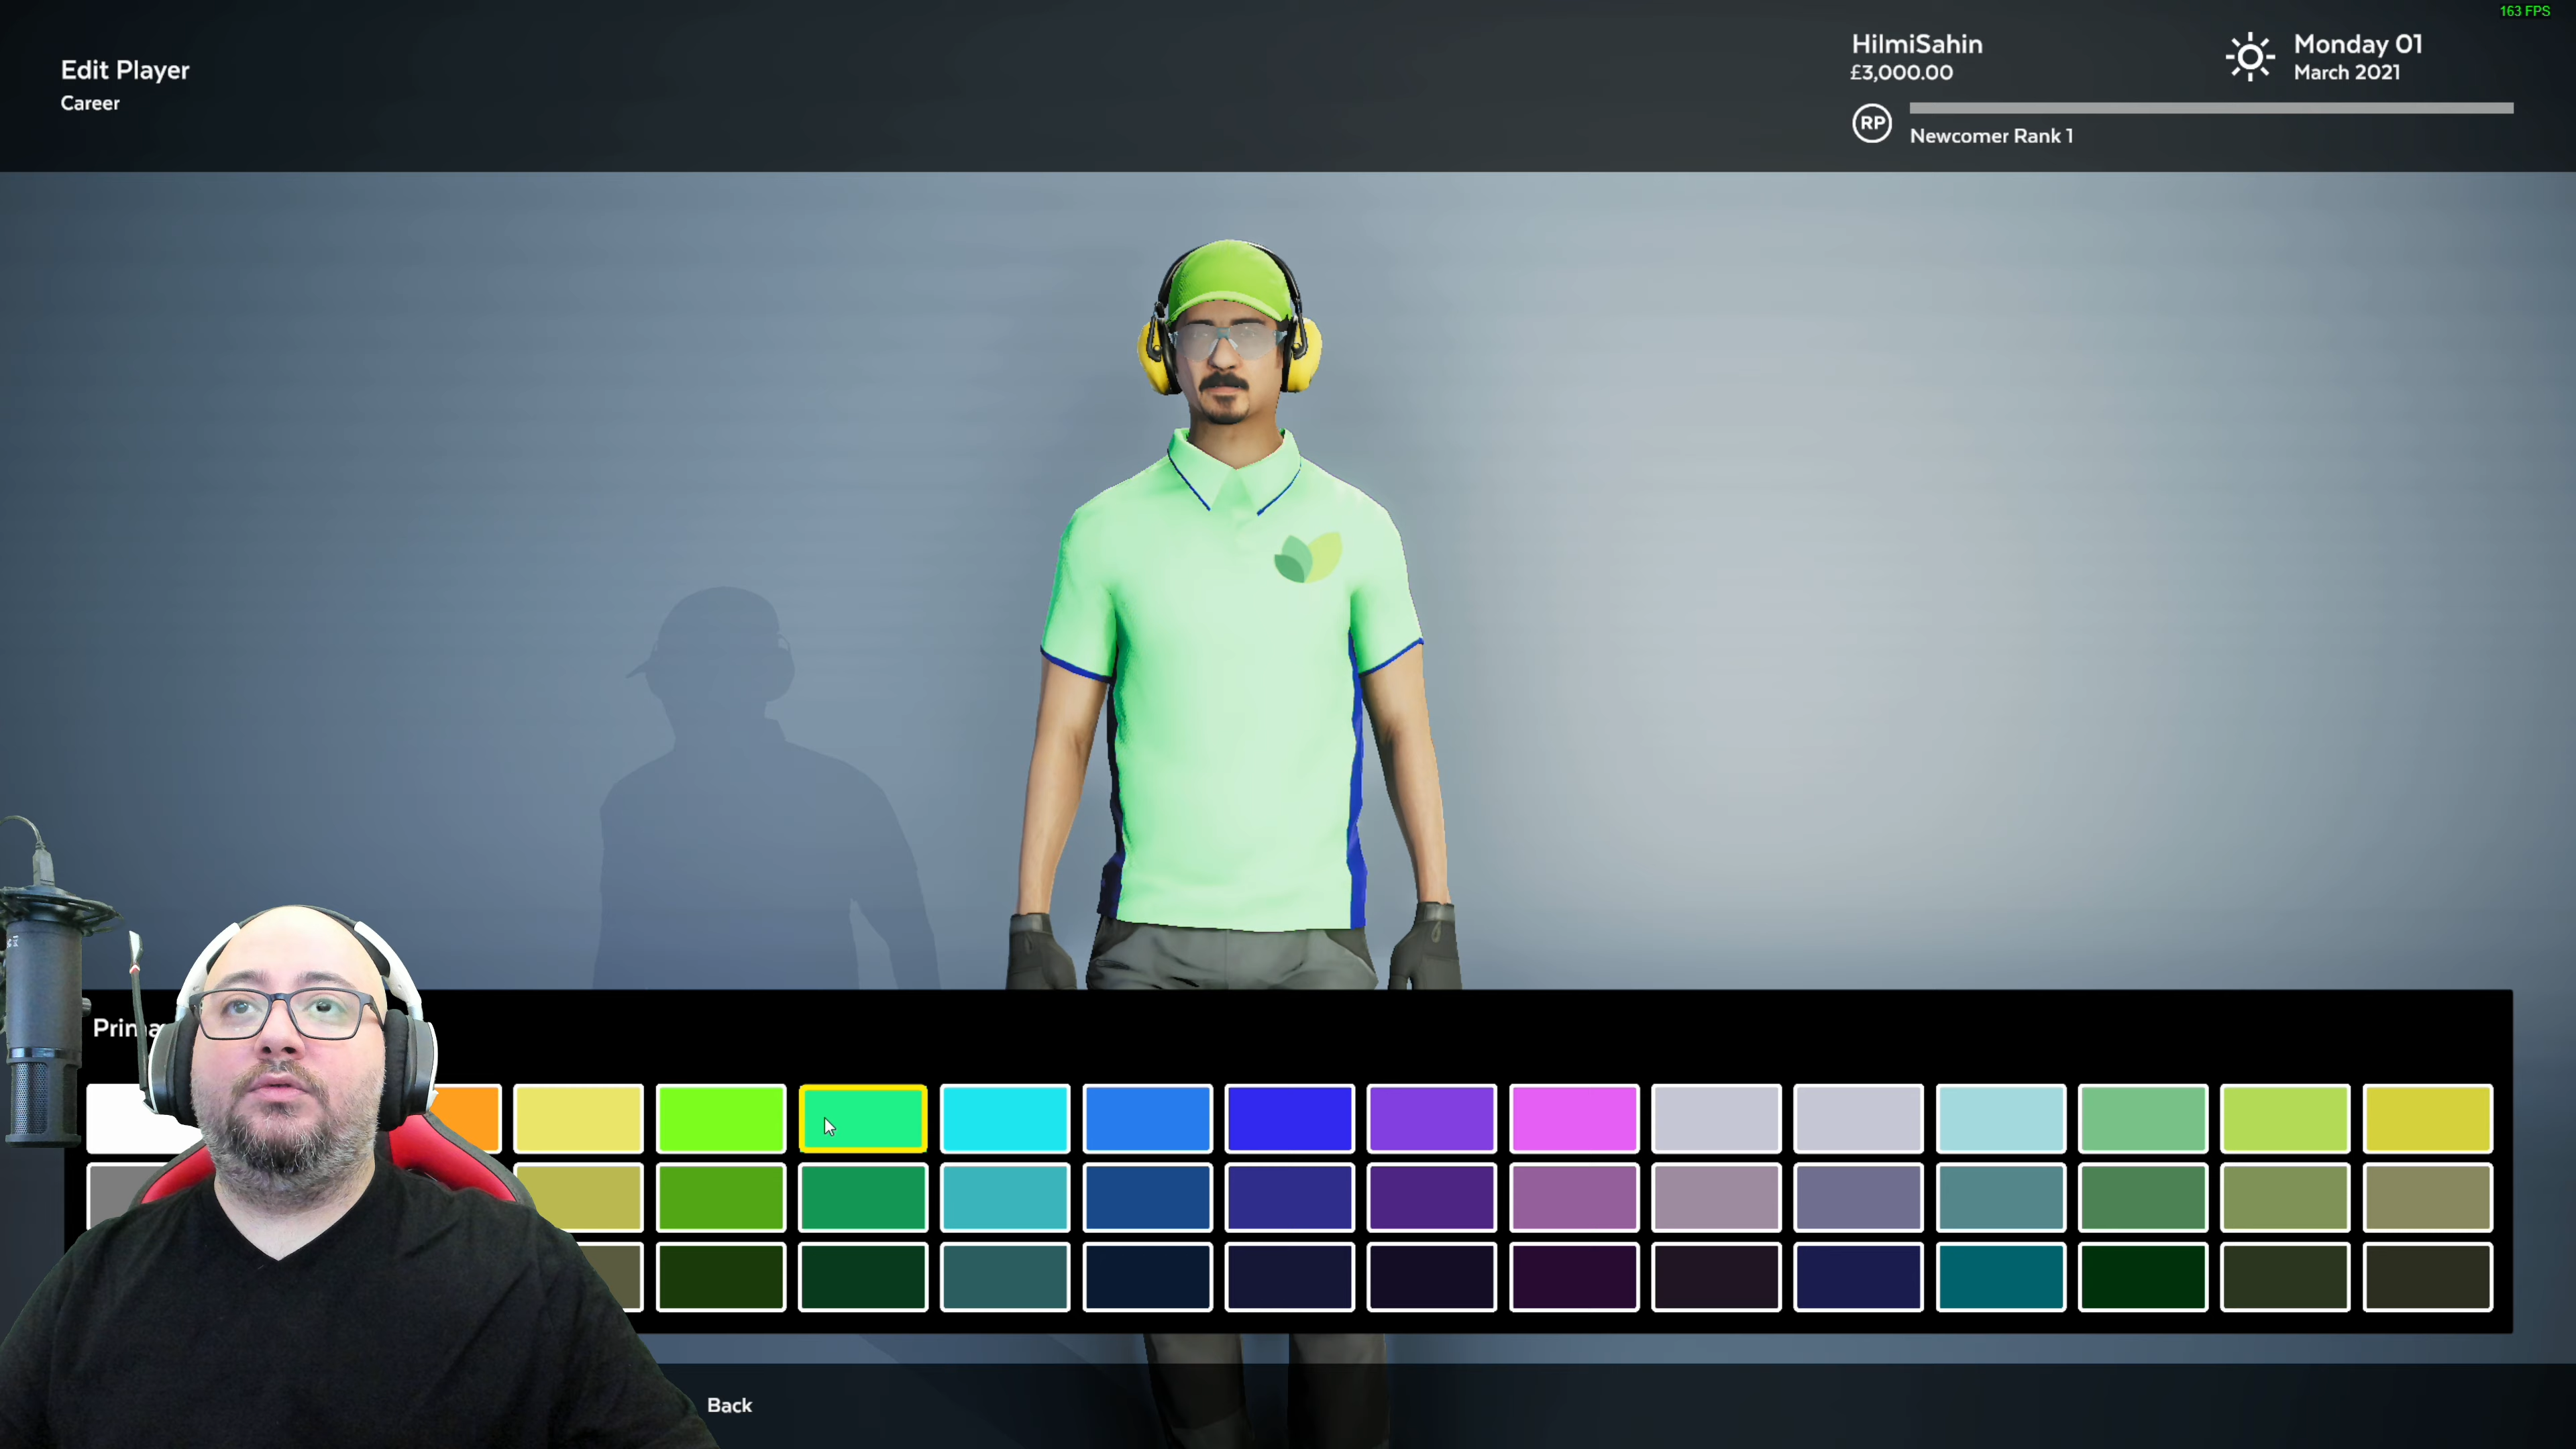 163 FPS
Edit Player
Career
HilmiSahin
£3,000.00
Monday 01
March 2021
RP
Newcomer Rank 1
Back